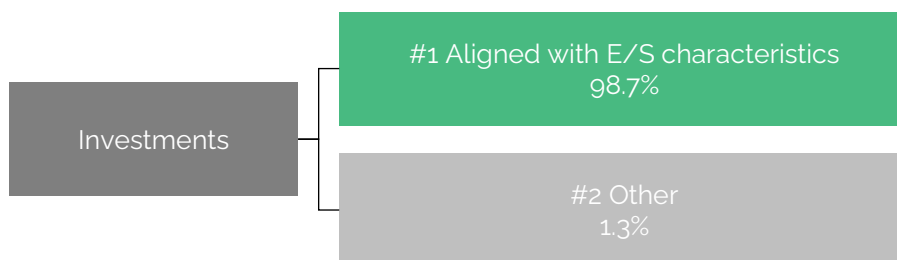 Investments
#1 Aligned with E/S characteristics
98.7%
#2 Other
1.3%